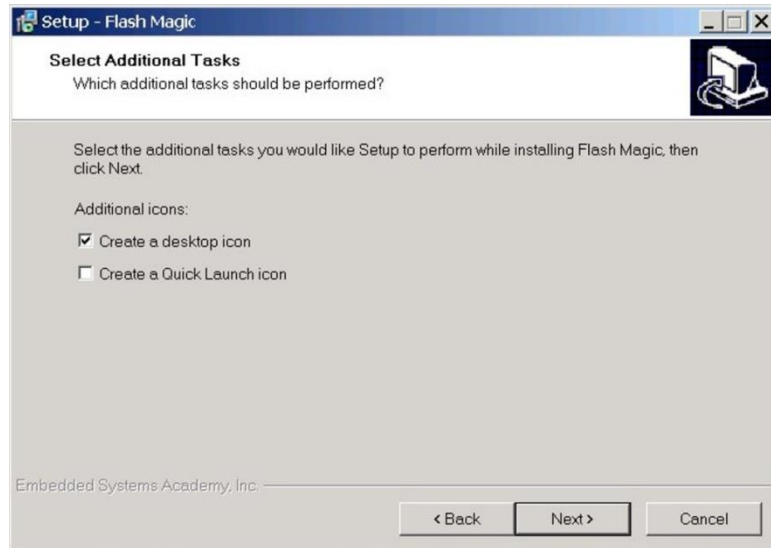 Setup - Flash Magic
Select Additional Tasks
Which additional tasks should be performed?
Select the additional tasks you would like Setup to perform while installing Flash Magic, then
click Next.
Additional icons:
Create a desktop icon
Create a Quick Launch icon
Embedded Systems Academy, Inc.
< Back Next > Cancel